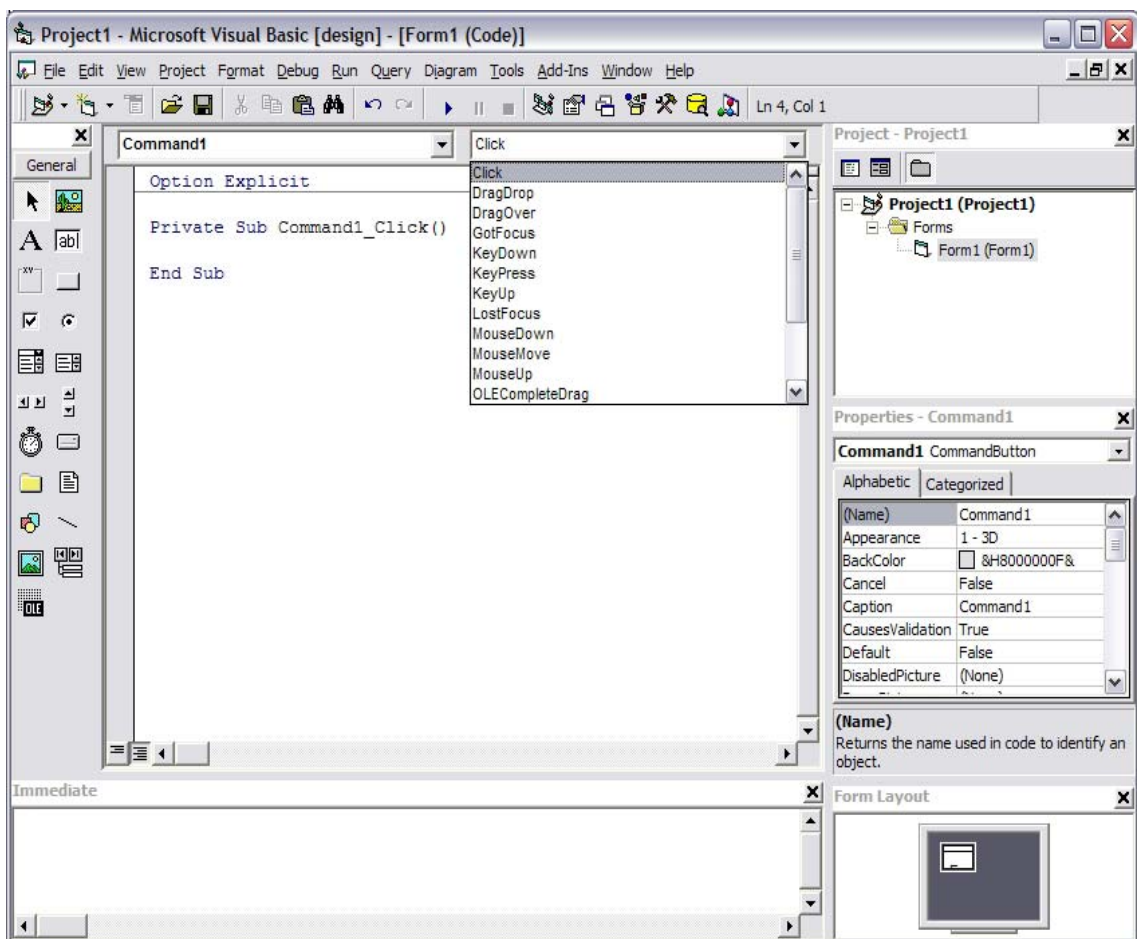 Project1 - Microsoft Visual Basic [design] - [Form1 (Code)]
File Edit View Project Format Debug Run Query Diagram Tools Add-Ins Window Help
Ln 4, Col 1
General
A
ab
xv
OLE
Command1
Click
Option Explicit
Private Sub Command1_Click()
End Sub
Click
DragDrop
DragOver
GotFocus
KeyDown
KeyPress
KeyUp
LostFocus
MouseDown
MouseMove
MouseUp
OLECompleteDrag
Immediate
Project - Project1
Project1 (Project1)
Forms
Form1 (Form1)
Properties - Command1
Command1 CommandButton
Alphabetic Categorized
(Name) Command1
Appearance 1 - 3D
BackColor &H8000000F&
Cancel False
Caption Command1
CausesValidation True
Default False
DisabledPicture (None)
(Name)
Returns the name used in code to identify an
object.
Form Layout